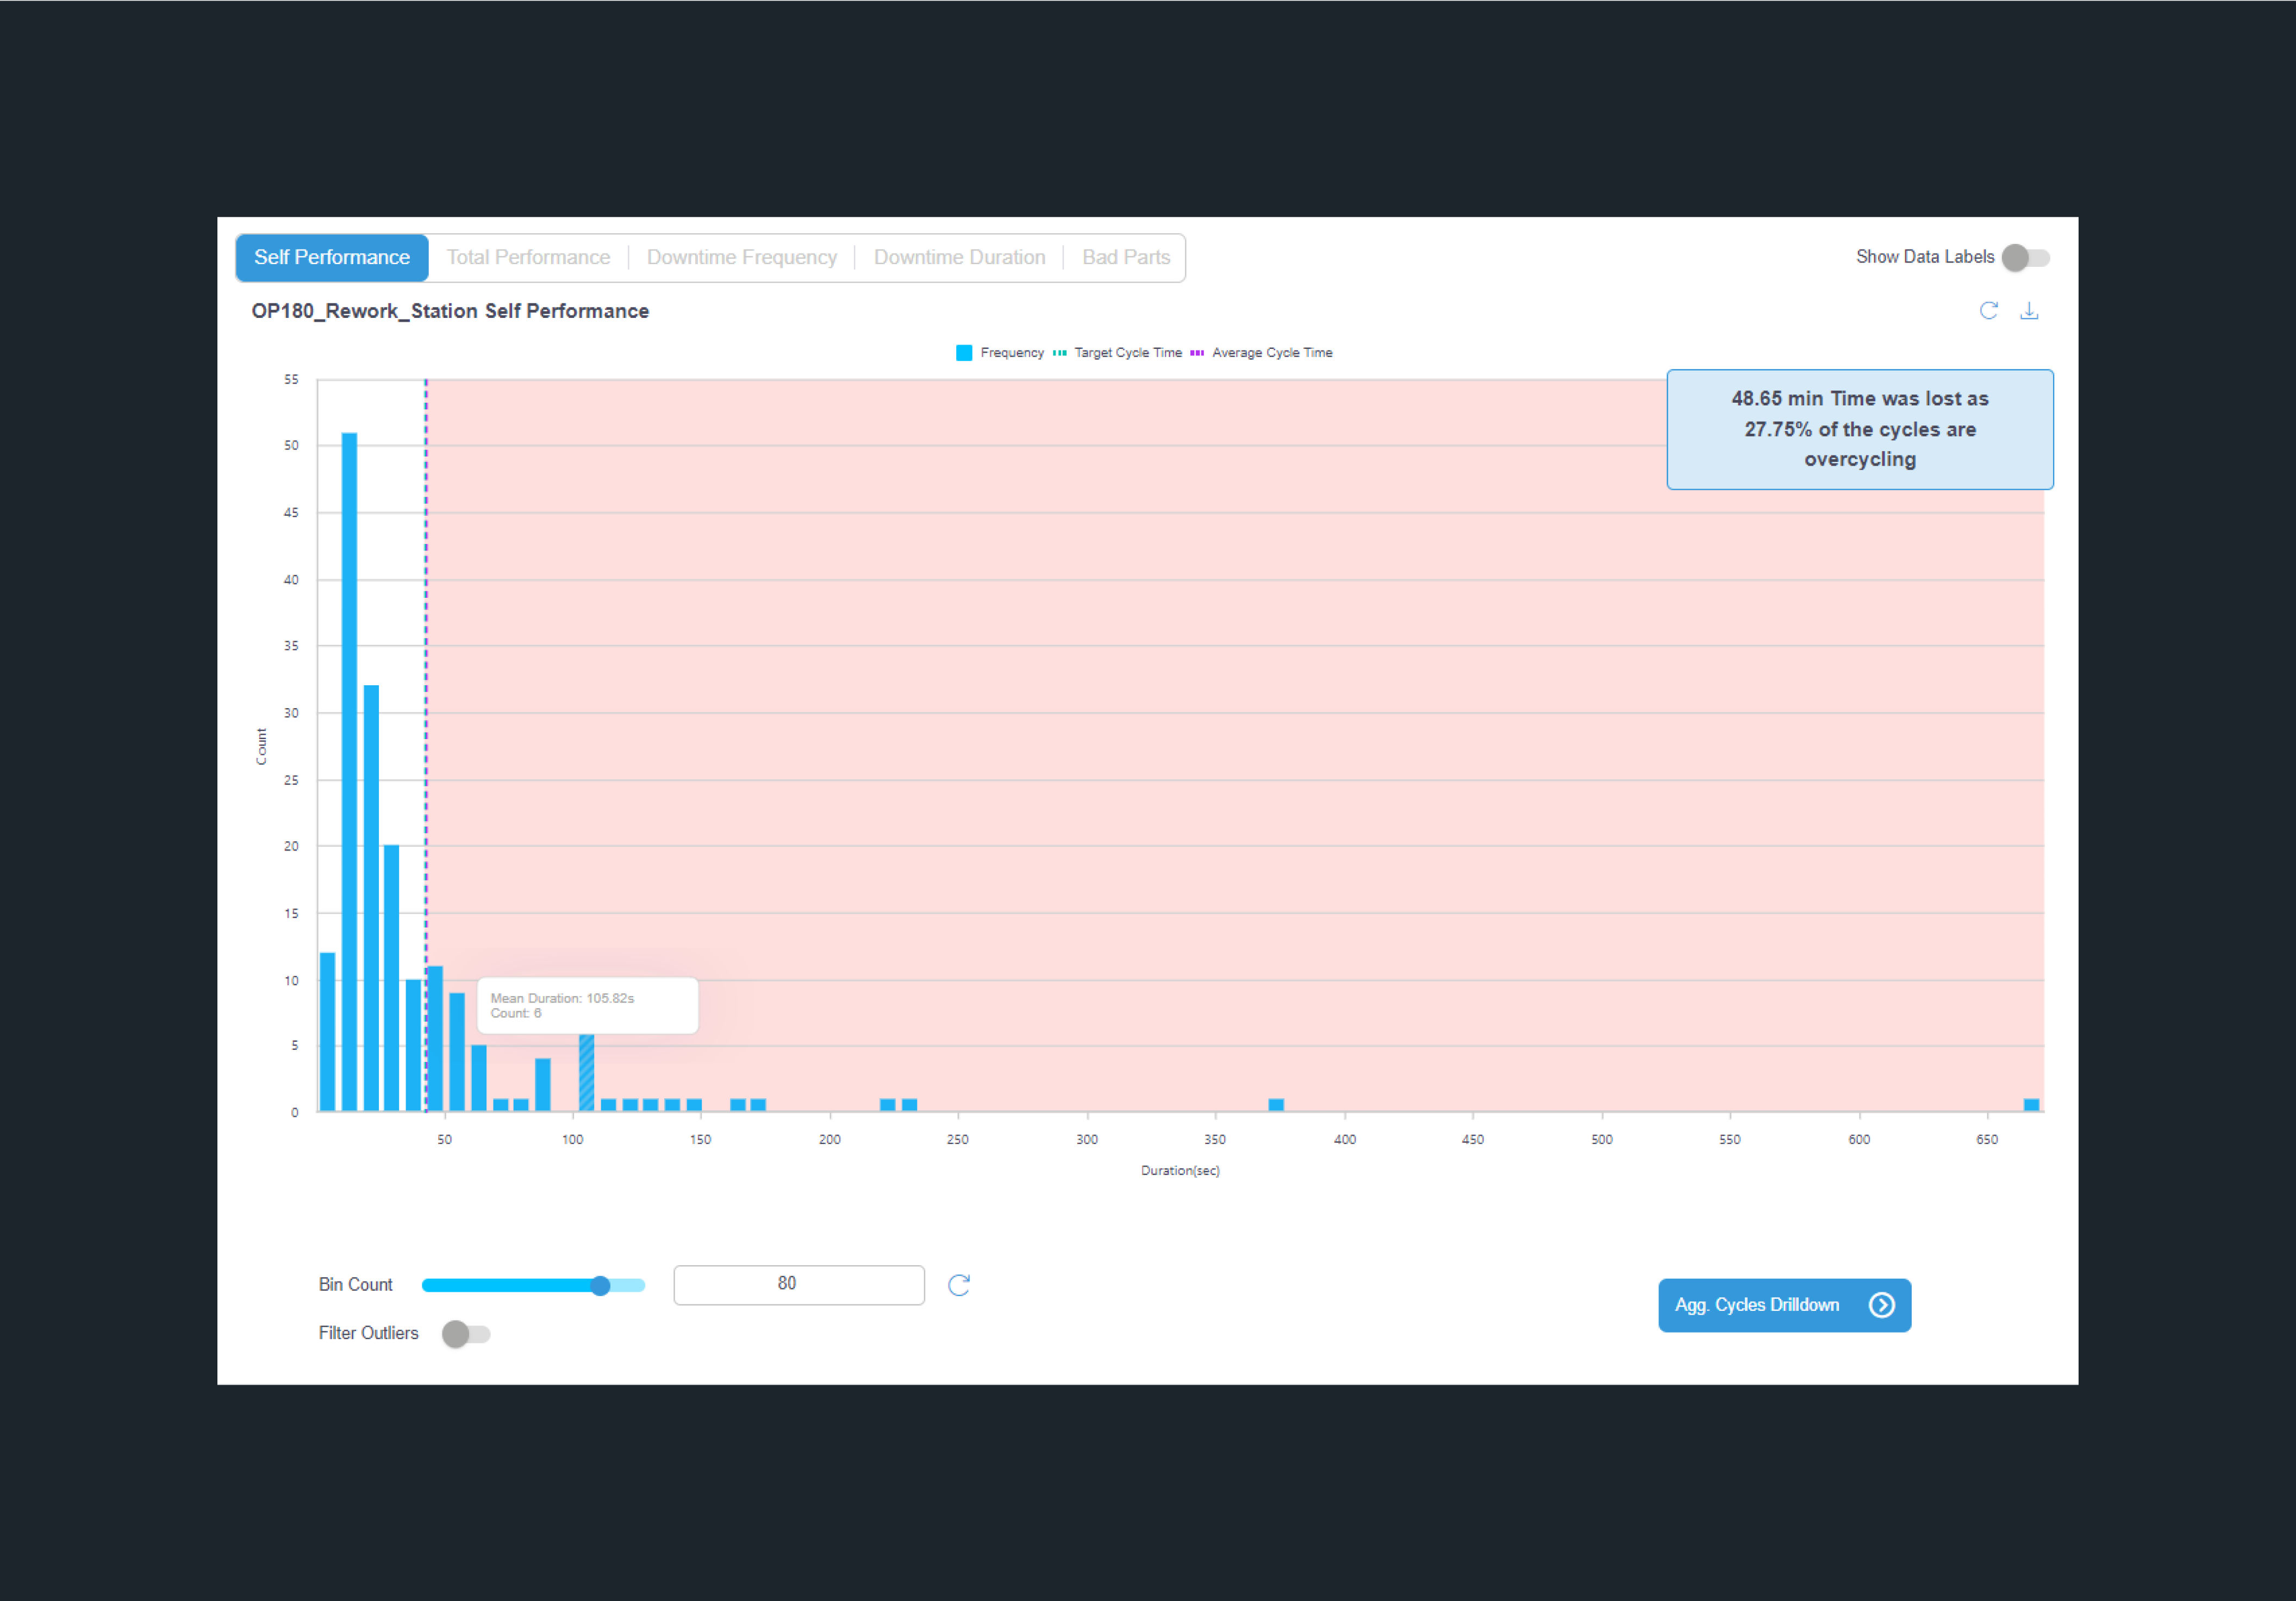 Self Performance
Total Performance
Downtime Frequency
Downtime Duration
Bad Parts
Show Data Labels
OP180_Rework_Station Self Performance
Frequency
Target Cycle Time
Average Cycle Time
48.65 min Time was lost as
27.75% of the cycles are
overcycling
55
50
45
40
35
30
25
20
15
10
5
0
Count
Mean Duration: 105.82s
Count: 6
50
100
150
200
250
300
350
400
450
500
550
600
650
Duration(sec)
Bin Count
80
Filter Outliers
Agg. Cycles Drilldown